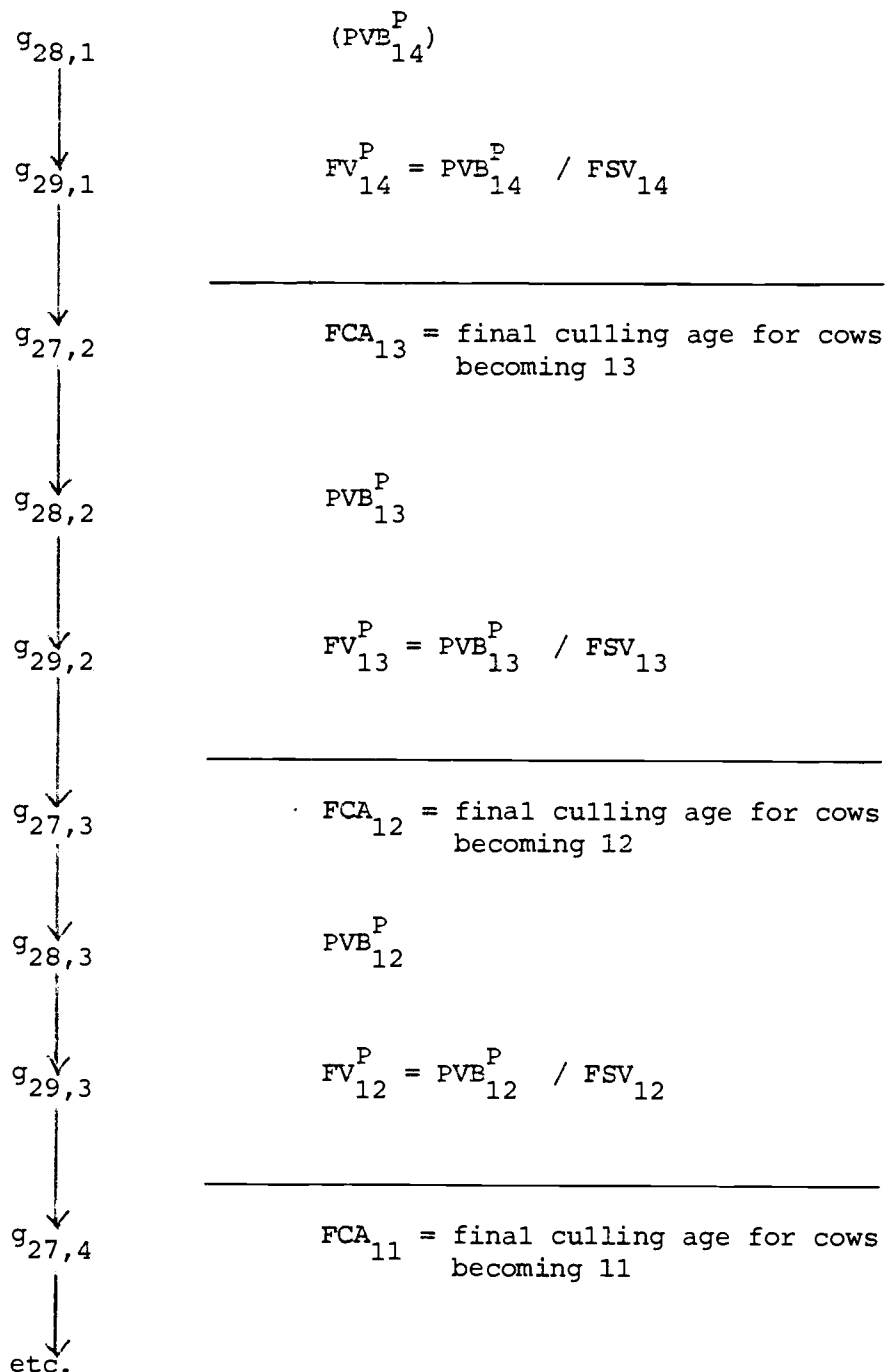 g28,1 (PVB^P_14)
g29,1 FV^P_14 = PVB^P_14 / FSV_14
g27,2 FCA_13 = final culling age for cows
becoming 13
g28,2 PVB^P_13
g29,2 FV^P_13 = PVB^P_13 / FSV_13
g27,3 FCA_12 = final culling age for cows
becoming 12
g28,3 PVB^P_12
g29,3 FV^P_12 = PVB^P_12 / FSV_12
g27,4 FCA_11 = final culling age for cows
becoming 11
etc.